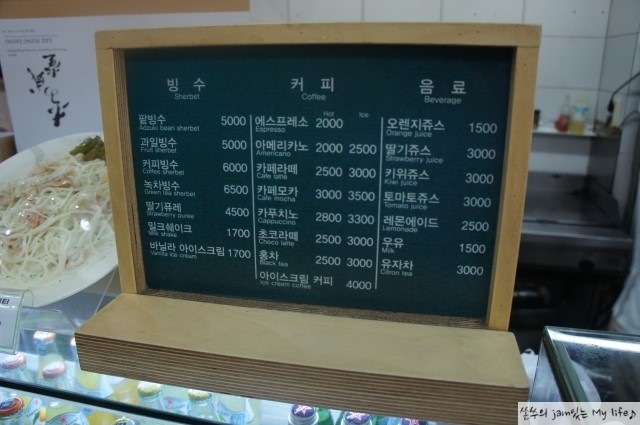 빙수
Sherbet
팥빙수 5000
Adzuki bean sherbet
과일빙수 5000
Fruit sherbet
커피빙수 6000
Coffee sherbet
녹차빙수 6500
Green tea sherbet
딸기퓨레 4500
Strawberry puree
밀크쉐이크 1700
Milk shake
바닐라 아이스크림 1700
Vanilla ice cream
커피
Coffee
Hot Ice
에스프레소 2000
Espresso
아메리카노 2000 2500
Americano
카페라떼 2500 3000
Cafe latte
카페모카 3000 3500
Cafe mocha
카푸치노 2800 3300
Cappuccino
초코라떼 2500 3000
Choco latte
홍차 2500 3000
Black tea
아이스크림 커피 4000
Ice cream coffee
음료
Beverage
오렌지쥬스 1500
Orange juice
딸기쥬스 3000
Strawberry juice
키위쥬스 3000
Kiwi juice
토마토쥬스 3000
Tomato juice
레몬에이드 2500
Lemonade
우유 1500
Milk
유자차 3000
Citron tea
쏠쑤의 jam있는 My life♪